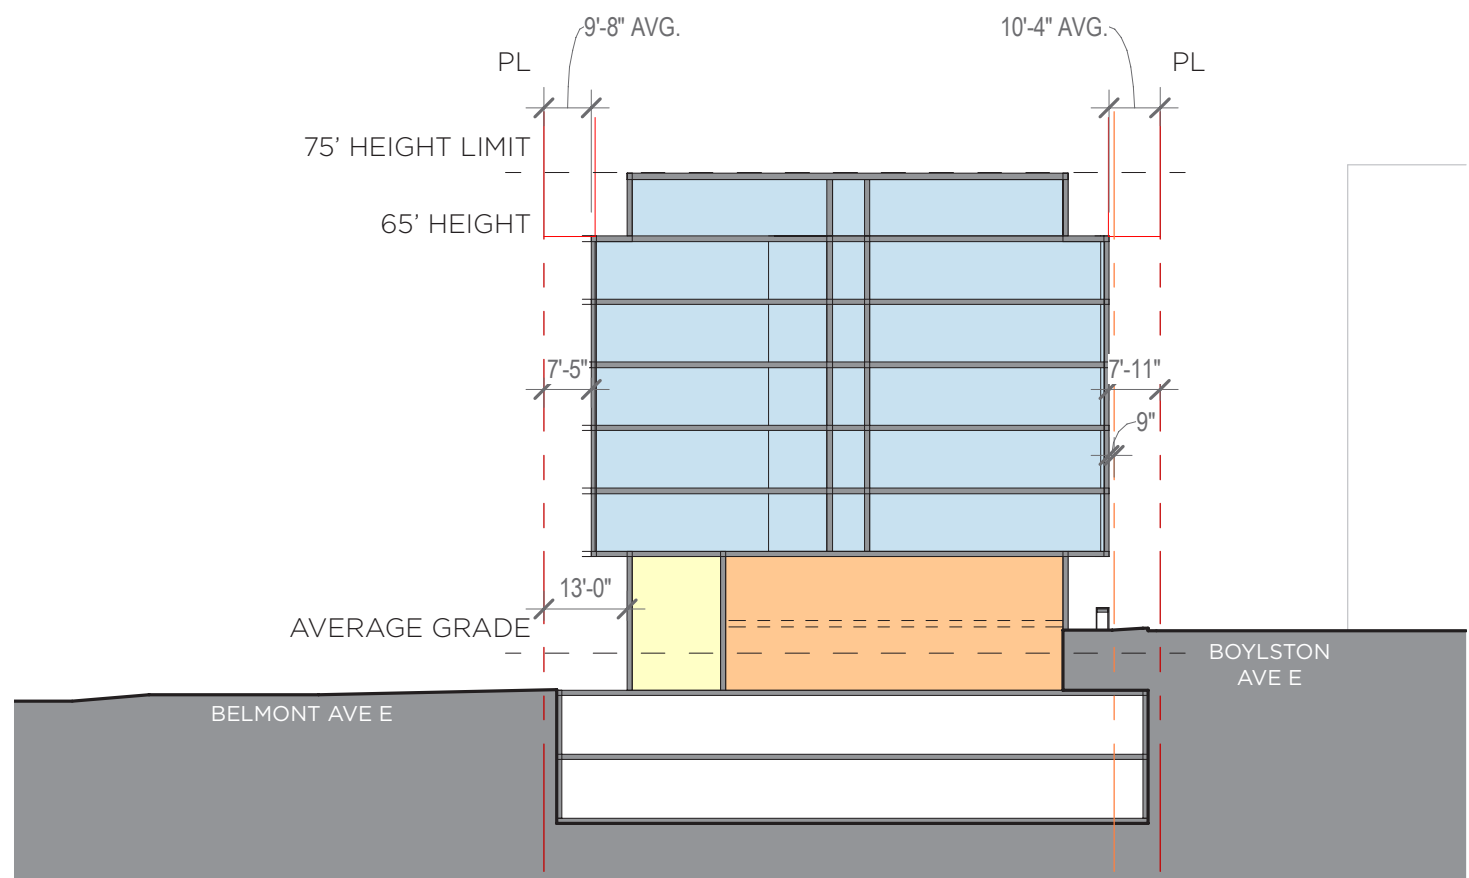 9'-8" AVG.
10'-4" AVG.
PL
PL
75’ HEIGHT LIMIT
65’ HEIGHT
7'-5"
7'-11"
9"
13'-0"
AVERAGE GRADE
BOYLSTON
AVE E
BELMONT AVE E